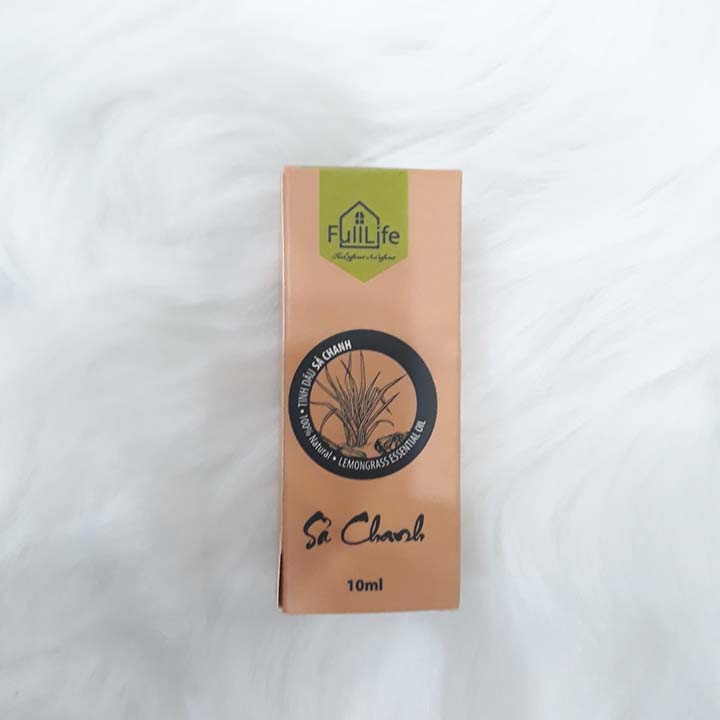 FullLife
TINH DẦU SẢ CHANH
• 100% Natural • LEMONGRASS ESSENTIAL OIL
Sả Chanh
10ml